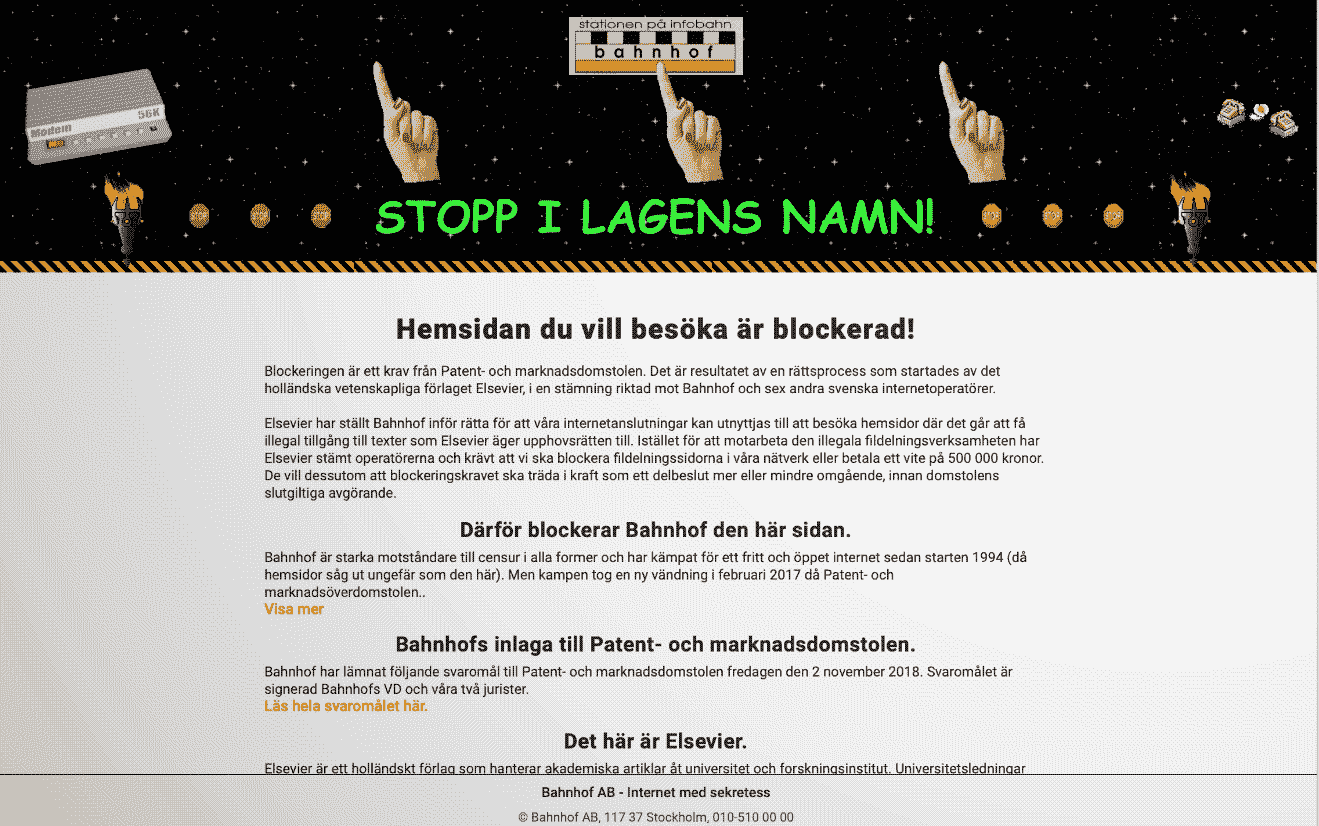 stationen på infobahn
bahnhof
Modem
56K
STOPP STOPP STOPP STOPP I LAGENS NAMN! STOPP STOPP STOPP
Hemsidan du vill besöka är blockerad!
Blockeringen är ett krav från Patent- och marknadsdomstolen. Det är resultatet av en rättsprocess som startades av det
holländska vetenskapliga förlaget Elsevier, i en stämning riktad mot Bahnhof och sex andra svenska internetoperatörer.
Elsevier har ställt Bahnhof inför rätta för att våra internetanslutningar kan utnyttjas till att besöka hemsidor där det går att få
illegal tillgång till texter som Elsevier äger upphovsrätten till. Istället för att motarbeta den illegala fildelningsverksamheten har
Elsevier stämt operatörerna och krävt att vi ska blockera fildelningssidorna i våra nätverk eller betala ett vite på 500 000 kronor.
De vill dessutom att blockeringskravet ska träda i kraft som ett delbeslut mer eller mindre omgående, innan domstolens
slutgiltiga avgörande.
Därför blockerar Bahnhof den här sidan.
Bahnhof är starka motståndare till censur i alla former och har kämpat för ett fritt och öppet internet sedan starten 1994 (då
hemsidor såg ut ungefär som den här). Men kampen tog en ny vändning i februari 2017 då Patent- och
marknadsöverdomstolen..
Visa mer
Bahnhofs inlaga till Patent- och marknadsdomstolen.
Bahnhof har lämnat följande svaromål till Patent- och marknadsdomstolen fredagen den 2 november 2018. Svaromålet är
signerad Bahnhofs VD och våra två jurister.
Läs hela svaromålet här.
Det här är Elsevier.
Elsevier är ett holländskt förlag som hanterar akademiska artiklar åt universitet och forskningsinstitut. Universitetsledningar
Bahnhof AB - Internet med sekretess
© Bahnhof AB, 117 37 Stockholm, 010-510 00 00